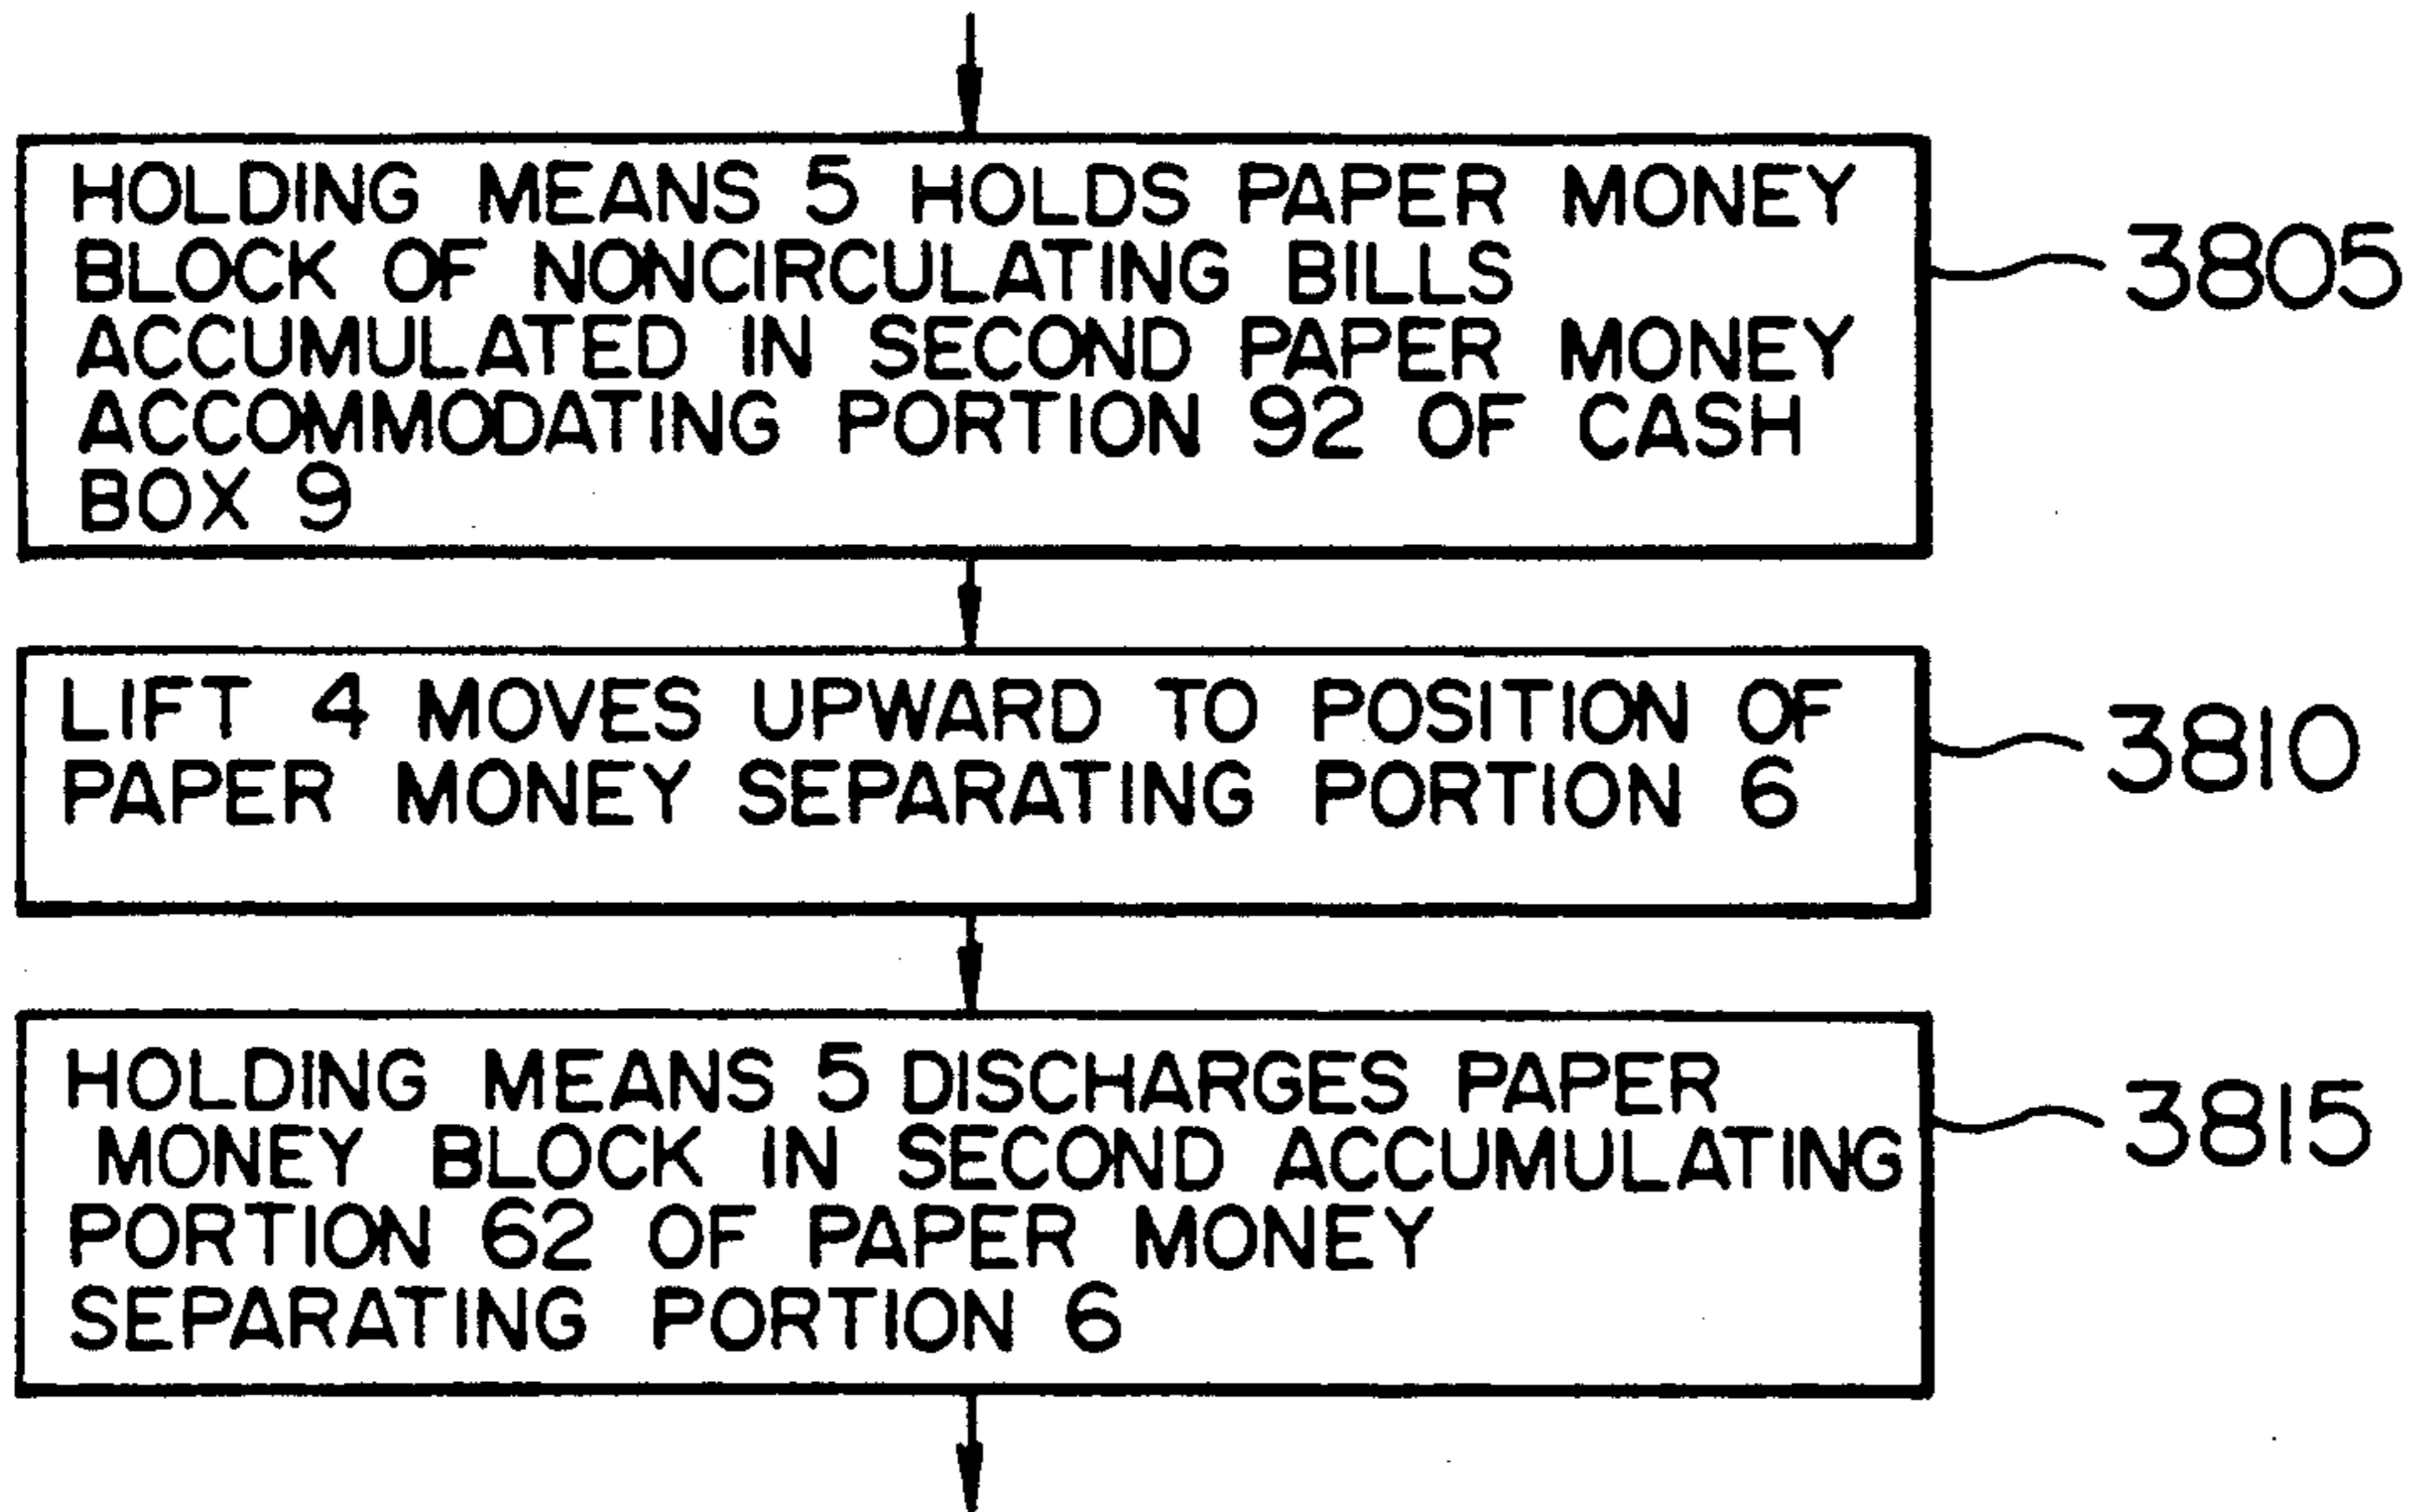 HOLDING MEANS 5 HOLDS PAPER MONEY
BLOCK OF NONCIRCULATING BILLS
ACCUMULATED IN SECOND PAPER MONEY
ACCOMMODATING PORTION 92 OF CASH
BOX 9
3805
LIFT 4 MOVES UPWARD TO POSITION OF
PAPER MONEY SEPARATING PORTION 6
3810
HOLDING MEANS 5 DISCHARGES PAPER
MONEY BLOCK IN SECOND ACCUMULATING
PORTION 62 OF PAPER MONEY
SEPARATING PORTION 6
3815